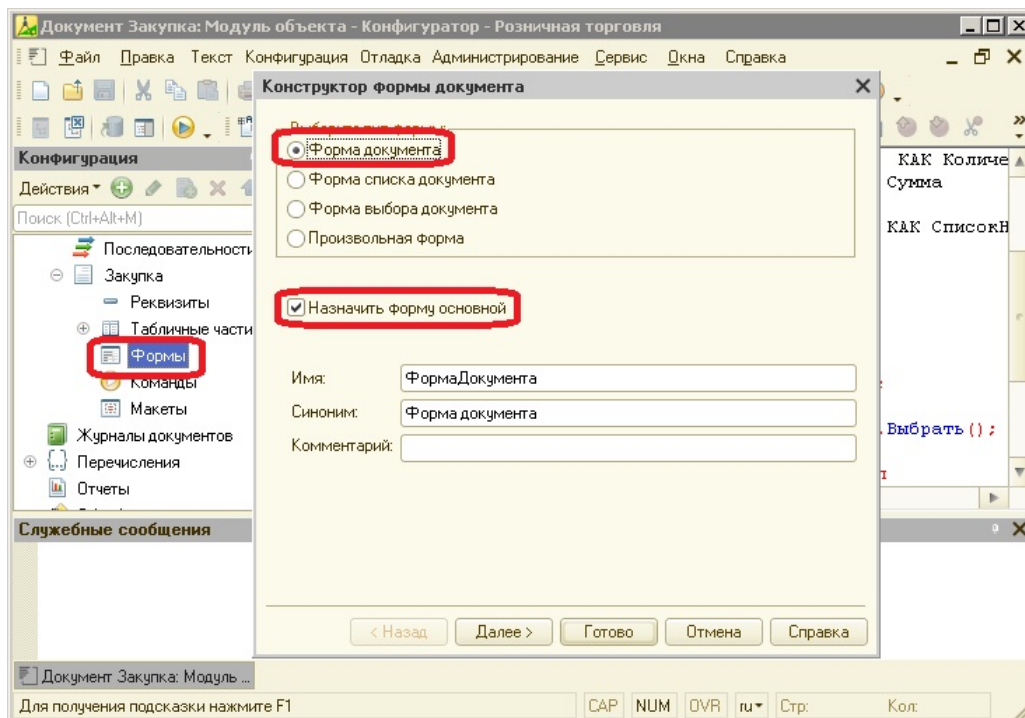 Документ Закупка: Модуль объекта - Конфигуратор - Розничная торговля
Файл Правка Текст Конфигурация Отладка Администрирование Сервис Окна Справка
Конструктор формы документа
Выберите тип формы:
Форма документа
Форма списка документа
Форма выбора документа
Произвольная форма
Назначить форму основной
Имя: ФормаДокумента
Синоним: Форма документа
Комментарий:
< Назад Далее > Готово Отмена Справка
Конфигурация
Действия
Поиск (Ctrl+Alt+M)
Последовательности
Закупка
Реквизиты
Табличные части
Формы
Команды
Макеты
Журналы документов
Перечисления
Отчеты
КАК Количе
Сумма
КАК СписокН
;
.Выбрать();
Служебные сообщения
Документ Закупка: Модуль ...
Для получения подсказки нажмите F1 CAP NUM OVR ru Стр: Кол: